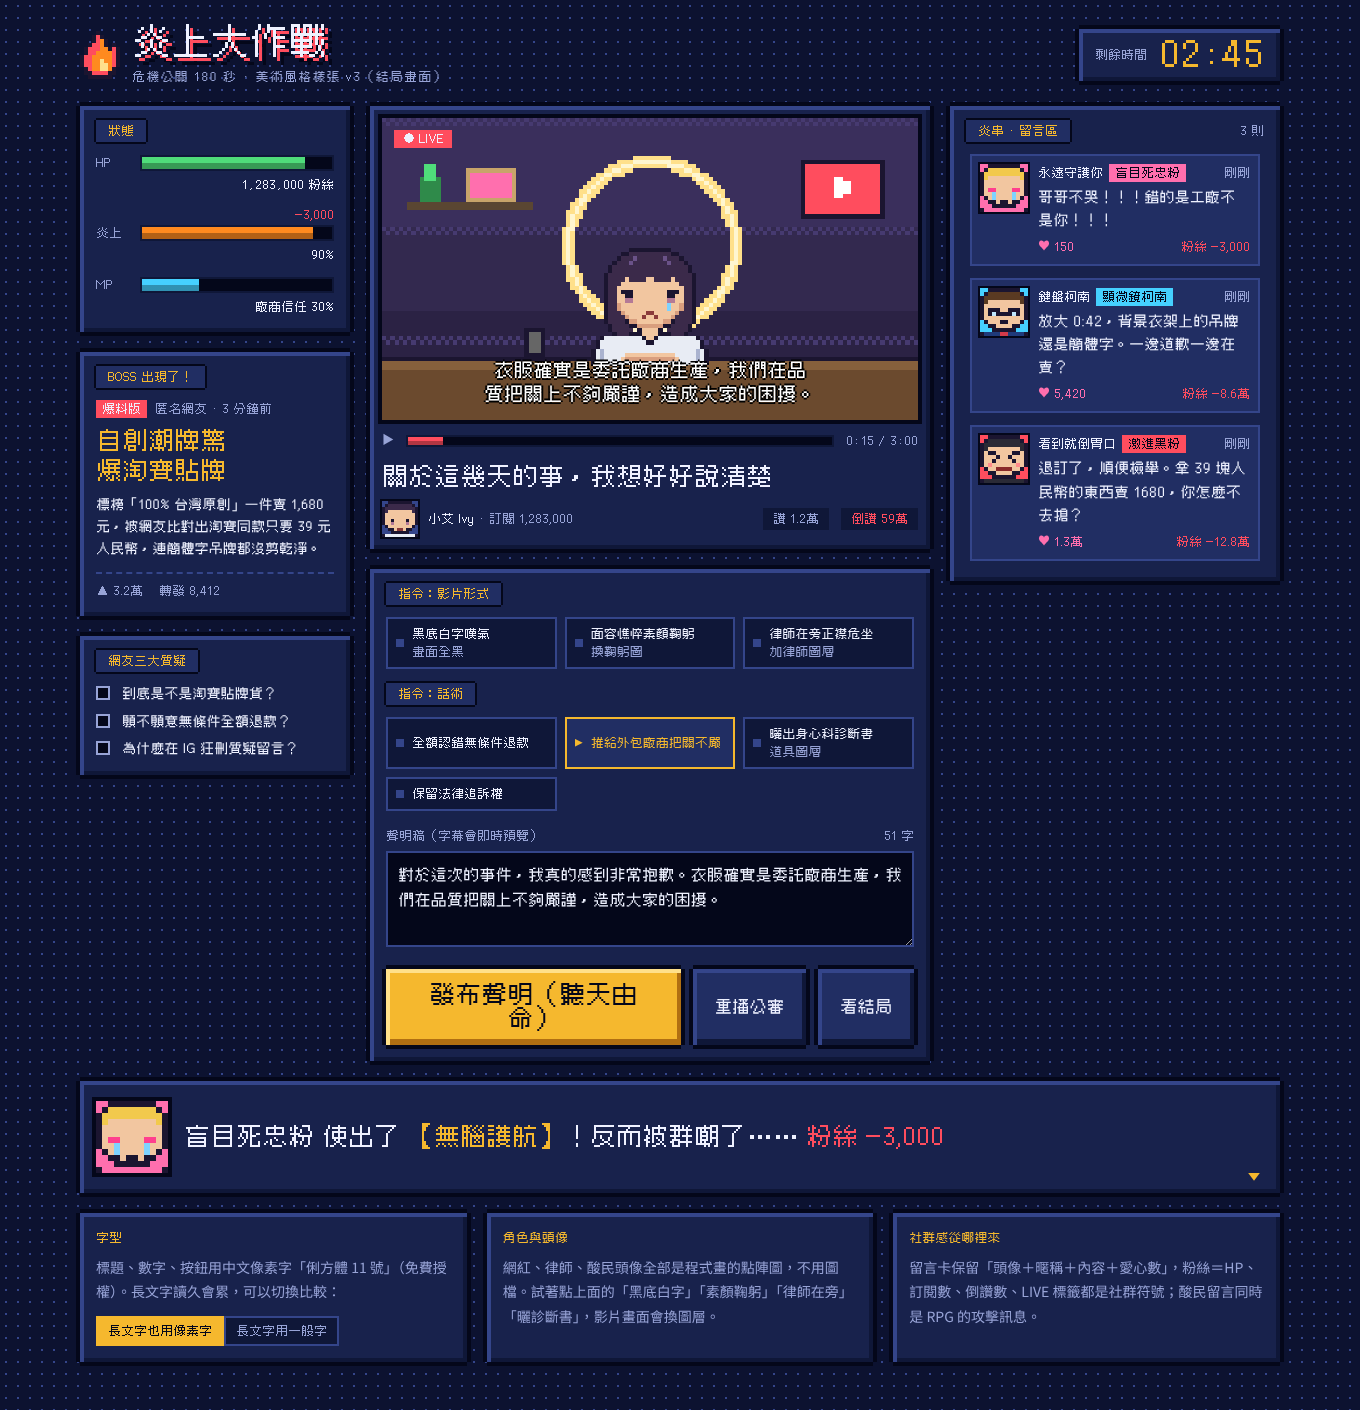 炎上大作戰
危機公關 180 秒 · 美術風格樣張 v3（結局畫面）
剩餘時間 02:45
狀態
HP
1,283,000 粉絲
−3,000
炎上
90%
MP
廠商信任 30%
BOSS 出現了！
爆料版 匿名網友 · 3 分鐘前
自創潮牌驚
爆淘寶貼牌
標榜「100% 台灣原創」一件賣 1,680
元，被網友比對出淘寶同款只要 39 元
人民幣，連簡體字吊牌都沒剪乾淨。
▲ 3.2萬 轉發 8,412
網友三大質疑
到底是不是淘寶貼牌貨？
願不願意無條件全額退款？
為什麼在 IG 狂刪質疑留言？
LIVE
衣服確實是委託廠商生產，我們在品
質把關上不夠嚴謹，造成大家的困擾。
0:15 / 3:00
關於這幾天的事，我想好好說清楚
小艾 Ivy · 訂閱 1,283,000
讚 1.2萬 倒讚 59萬
指令：影片形式
黑底白字嘆氣
畫面全黑
面容憔悴素顏鞠躬
換鞠躬圖
律師在旁正襟危坐
加律師圖層
指令：話術
全額認錯無條件退款
▶ 推給外包廠商把關不嚴
曬出身心科診斷書
道具圖層
保留法律追訴權
聲明稿（字幕會即時預覽） 51 字
對於這次的事件，我真的感到非常抱歉。衣服確實是委託廠商生產，我
們在品質把關上不夠嚴謹，造成大家的困擾。
發布聲明（聽天由
命）
重播公審
看結局
炎串 · 留言區 3 則
永遠守護你 盲目死忠粉 剛剛
哥哥不哭！！！錯的是工廠不
是你！！！
♥ 150 粉絲 −3,000
鍵盤柯南 顯微鏡柯南 剛剛
放大 0:42，背景衣架上的吊牌
還是簡體字。一邊道歉一邊在
賣？
♥ 5,420 粉絲 −8.6萬
看到就倒胃口 激進黑粉 剛剛
退訂了，順便檢舉。拿 39 塊人
民幣的東西賣 1680，你怎麼不
去搶？
♥ 1.3萬 粉絲 −12.8萬
盲目死忠粉 使出了 【無腦護航】！反而被群嘲了…… 粉絲 −3,000
字型
標題、數字、按鈕用中文像素字「俐方體 11 號」（免費授
權）。長文字讀久會累，可以切換比較：
長文字也用像素字 長文字用一般字
角色與頭像
網紅、律師、酸民頭像全部是程式畫的點陣圖，不用圖
檔。試著點上面的「黑底白字」「素顏鞠躬」「律師在旁」
「曬診斷書」，影片畫面會換圖層。
社群感從哪裡來
留言卡保留「頭像＋暱稱＋內容＋愛心數」，粉絲＝HP、
訂閱數、倒讚數、LIVE 標籤都是社群符號；酸民留言同時
是 RPG 的攻擊訊息。